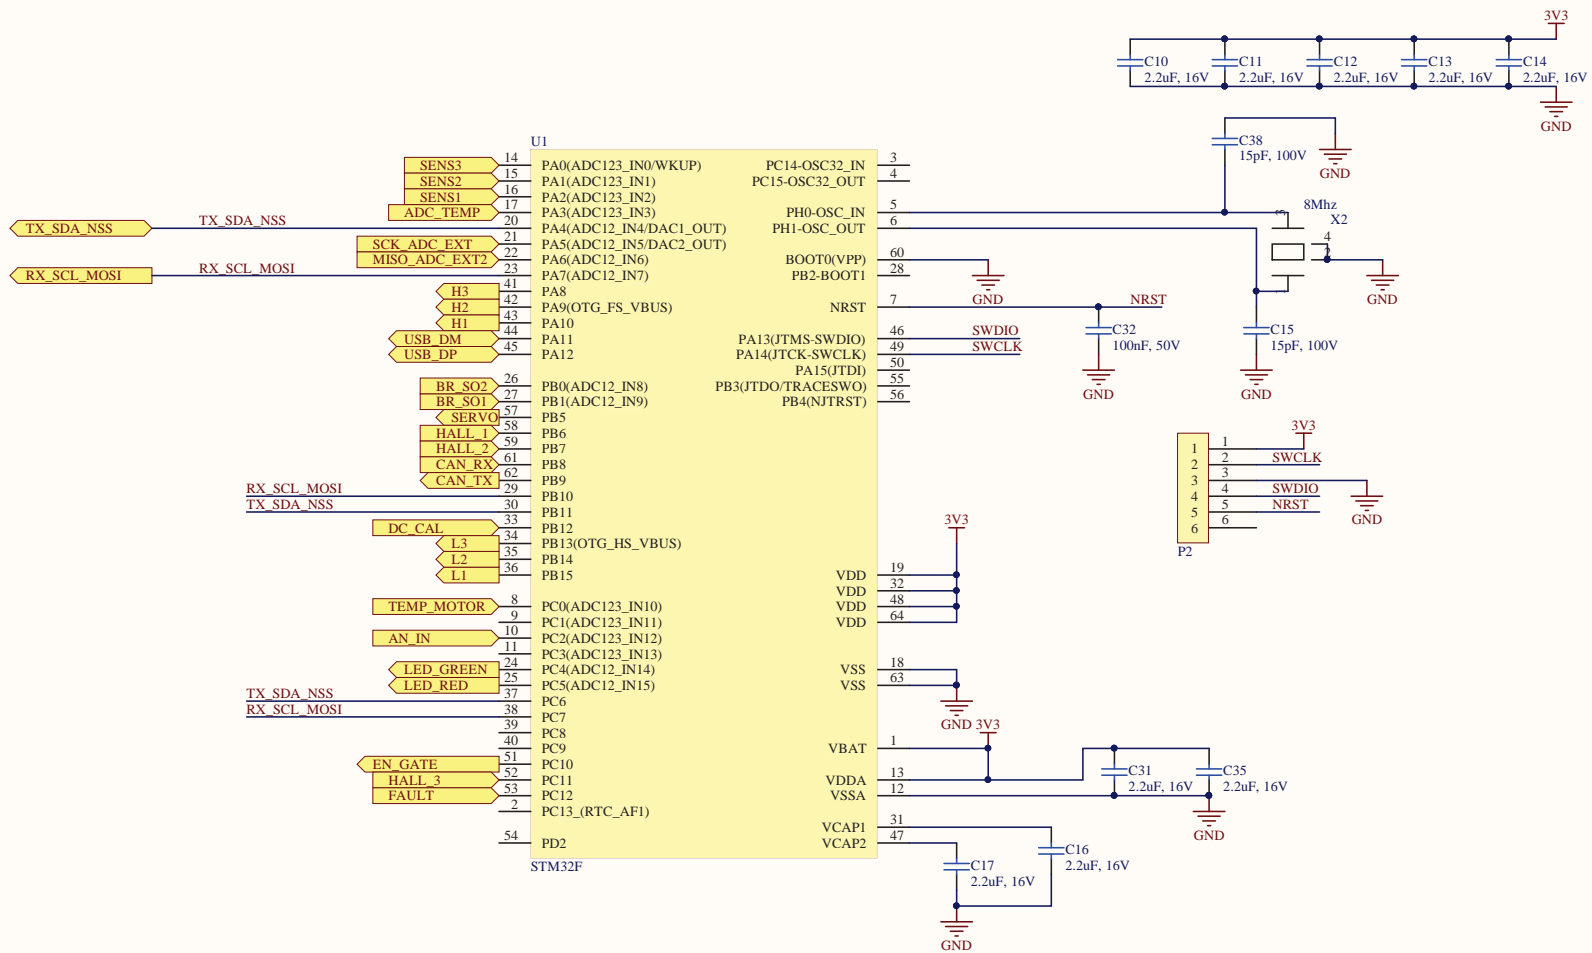 3V3
C10
2.2uF, 16V
C11
2.2uF, 16V
C12
2.2uF, 16V
C13
2.2uF, 16V
C14
2.2uF, 16V
GND
C38
15pF, 100V
GND
U1
SENS3 14 PA0(ADC123_IN0/WKUP)
SENS2 15 PA1(ADC123_IN1)
SENS1 16 PA2(ADC123_IN2)
ADC_TEMP 17 PA3(ADC123_IN3)
TX_SDA_NSS TX_SDA_NSS 20 PA4(ADC12_IN4/DAC1_OUT)
SCK_ADC_EXT 21 PA5(ADC12_IN5/DAC2_OUT)
MISO_ADC_EXT2 22 PA6(ADC12_IN6)
RX_SCL_MOSI RX_SCL_MOSI 23 PA7(ADC12_IN7)
H3 41 PA8
H2 42 PA9(OTG_FS_VBUS)
H1 43 PA10
USB_DM 44 PA11
USB_DP 45 PA12
BR_SO2 26 PB0(ADC12_IN8)
BR_SO1 27 PB1(ADC12_IN9)
SERVO 57 PB5
HALL_1 58 PB6
HALL_2 59 PB7
CAN_RX 61 PB8
CAN_TX 62 PB9
RX_SCL_MOSI 29 PB10
TX_SDA_NSS 30 PB11
DC_CAL 33 PB12
L3 34 PB13(OTG_HS_VBUS)
L2 35 PB14
L1 36 PB15
TEMP_MOTOR 8 PC0(ADC123_IN10)
9 PC1(ADC123_IN11)
AN_IN 10 PC2(ADC123_IN12)
11 PC3(ADC123_IN13)
LED_GREEN 24 PC4(ADC12_IN14)
LED_RED 25 PC5(ADC12_IN15)
TX_SDA_NSS 37 PC6
RX_SCL_MOSI 38 PC7
39 PC8
40 PC9
EN_GATE 51 PC10
HALL_3 52 PC11
FAULT 53 PC12
2 PC13_(RTC_AF1)
54 PD2
STM32F
PC14-OSC32_IN 3
PC15-OSC32_OUT 4
PH0-OSC_IN 5
PH1-OSC_OUT 6
BOOT0(VPP) 60
PB2-BOOT1 28
GND
NRST 7 NRST
PA13(JTMS-SWDIO) 46 SWDIO
PA14(JTCK-SWCLK) 49 SWCLK
PA15(JTDI) 50
PB3(JTDO/TRACESWO) 55
PB4(NJTRST) 56
8Mhz
X2
3
4
2
1
GND
C32
100nF, 50V
GND
C15
15pF, 100V
GND
3V3
1 1
2 2 SWCLK
3 3
4 4 SWDIO
5 5 NRST
6 6
GND
P2
3V3
VDD 19
VDD 32
VDD 48
VDD 64
VSS 18
VSS 63
GND
3V3
VBAT 1
VDDA 13
VSSA 12
C31
2.2uF, 16V
C35
2.2uF, 16V
GND
VCAP1 31
VCAP2 47
C16
2.2uF, 16V
C17
2.2uF, 16V
GND